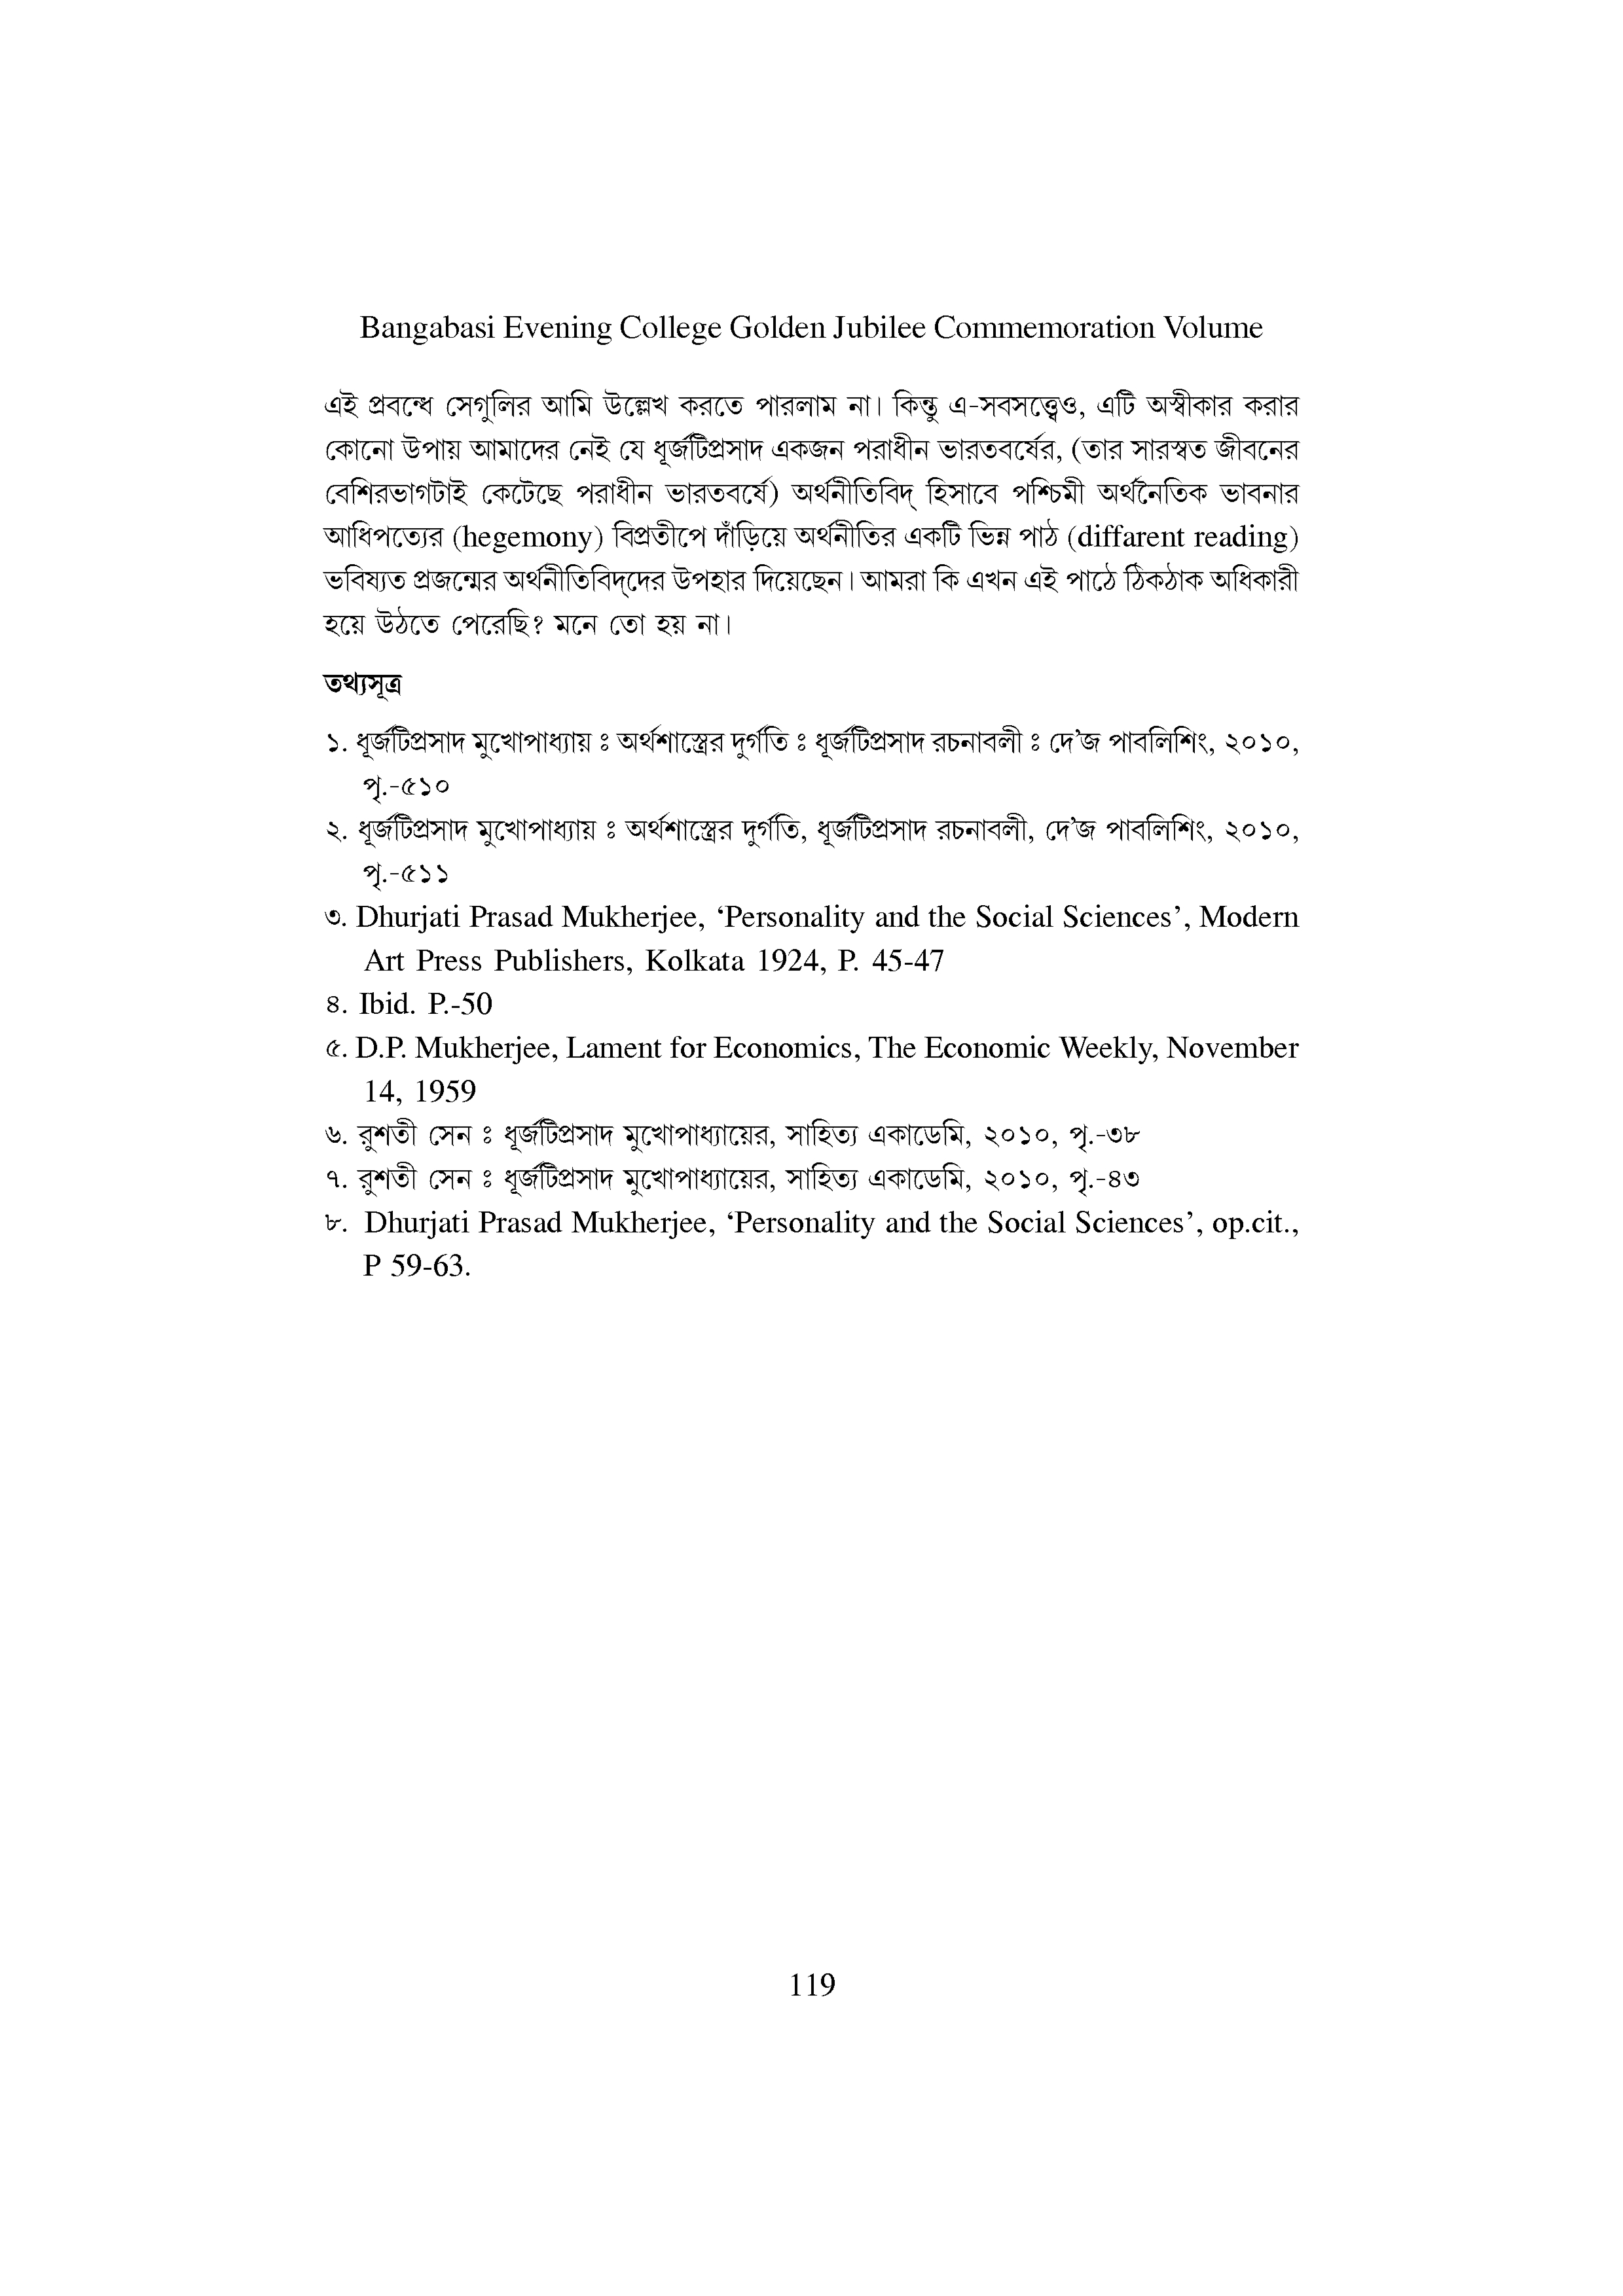 Bangabasi Evening College Golden Jubilee Commemoration Volume
এই প্রবন্ধে সেগুলির আমি উল্লেখ করতে পারলাম না। কিন্তু এ-সবসত্ত্বেও, এটি অস্বীকার করার
কোনো উপায় আমাদের নেই যে ধূর্জটিপ্রসাদ একজন পরাধীন ভারতবর্ষের, (তার সারস্বত জীবনের
বেশিরভাগটাই কেটেছে পরাধীন ভারতবর্ষে) অর্থনীতিবিদ্ হিসাবে পশ্চিমী অর্থনৈতিক ভাবনার
আধিপত্যের (hegemony) বিপ্রতীপে দাঁড়িয়ে অর্থনীতির একটি ভিন্ন পাঠ (diffarent reading)
ভবিষ্যত প্রজন্মের অর্থনীতিবিদ্‌দের উপহার দিয়েছেন। আমরা কি এখন এই পাঠে ঠিকঠাক অধিকারী
হয়ে উঠতে পেরেছি? মনে তো হয় না।
তথ্যসূত্র
১. ধূর্জটিপ্রসাদ মুখোপাধ্যায় ঃ অর্থশাস্ত্রের দুর্গতি ঃ ধূর্জটিপ্রসাদ রচনাবলী ঃ দে’জ পাবলিশিং, ২০১০,
পৃ.-৫১০
২. ধূর্জটিপ্রসাদ মুখোপাধ্যায় ঃ অর্থশাস্ত্রের দুর্গতি, ধূর্জটিপ্রসাদ রচনাবলী, দে’জ পাবলিশিং, ২০১০,
পৃ.-৫১১
৩. Dhurjati Prasad Mukherjee, ‘Personality and the Social Sciences’, Modern
Art Press Publishers, Kolkata 1924, P. 45-47
৪. Ibid. P.-50
৫. D.P. Mukherjee, Lament for Economics, The Economic Weekly, November
14, 1959
৬. রুশতী সেন ঃ ধূর্জটিপ্রসাদ মুখোপাধ্যায়ের, সাহিত্য একাডেমি, ২০১০, পৃ.-৩৮
৭. রুশতী সেন ঃ ধূর্জটিপ্রসাদ মুখোপাধ্যায়ের, সাহিত্য একাডেমি, ২০১০, পৃ.-৪৩
৮. Dhurjati Prasad Mukherjee, ‘Personality and the Social Sciences’, op.cit.,
P 59-63.
119